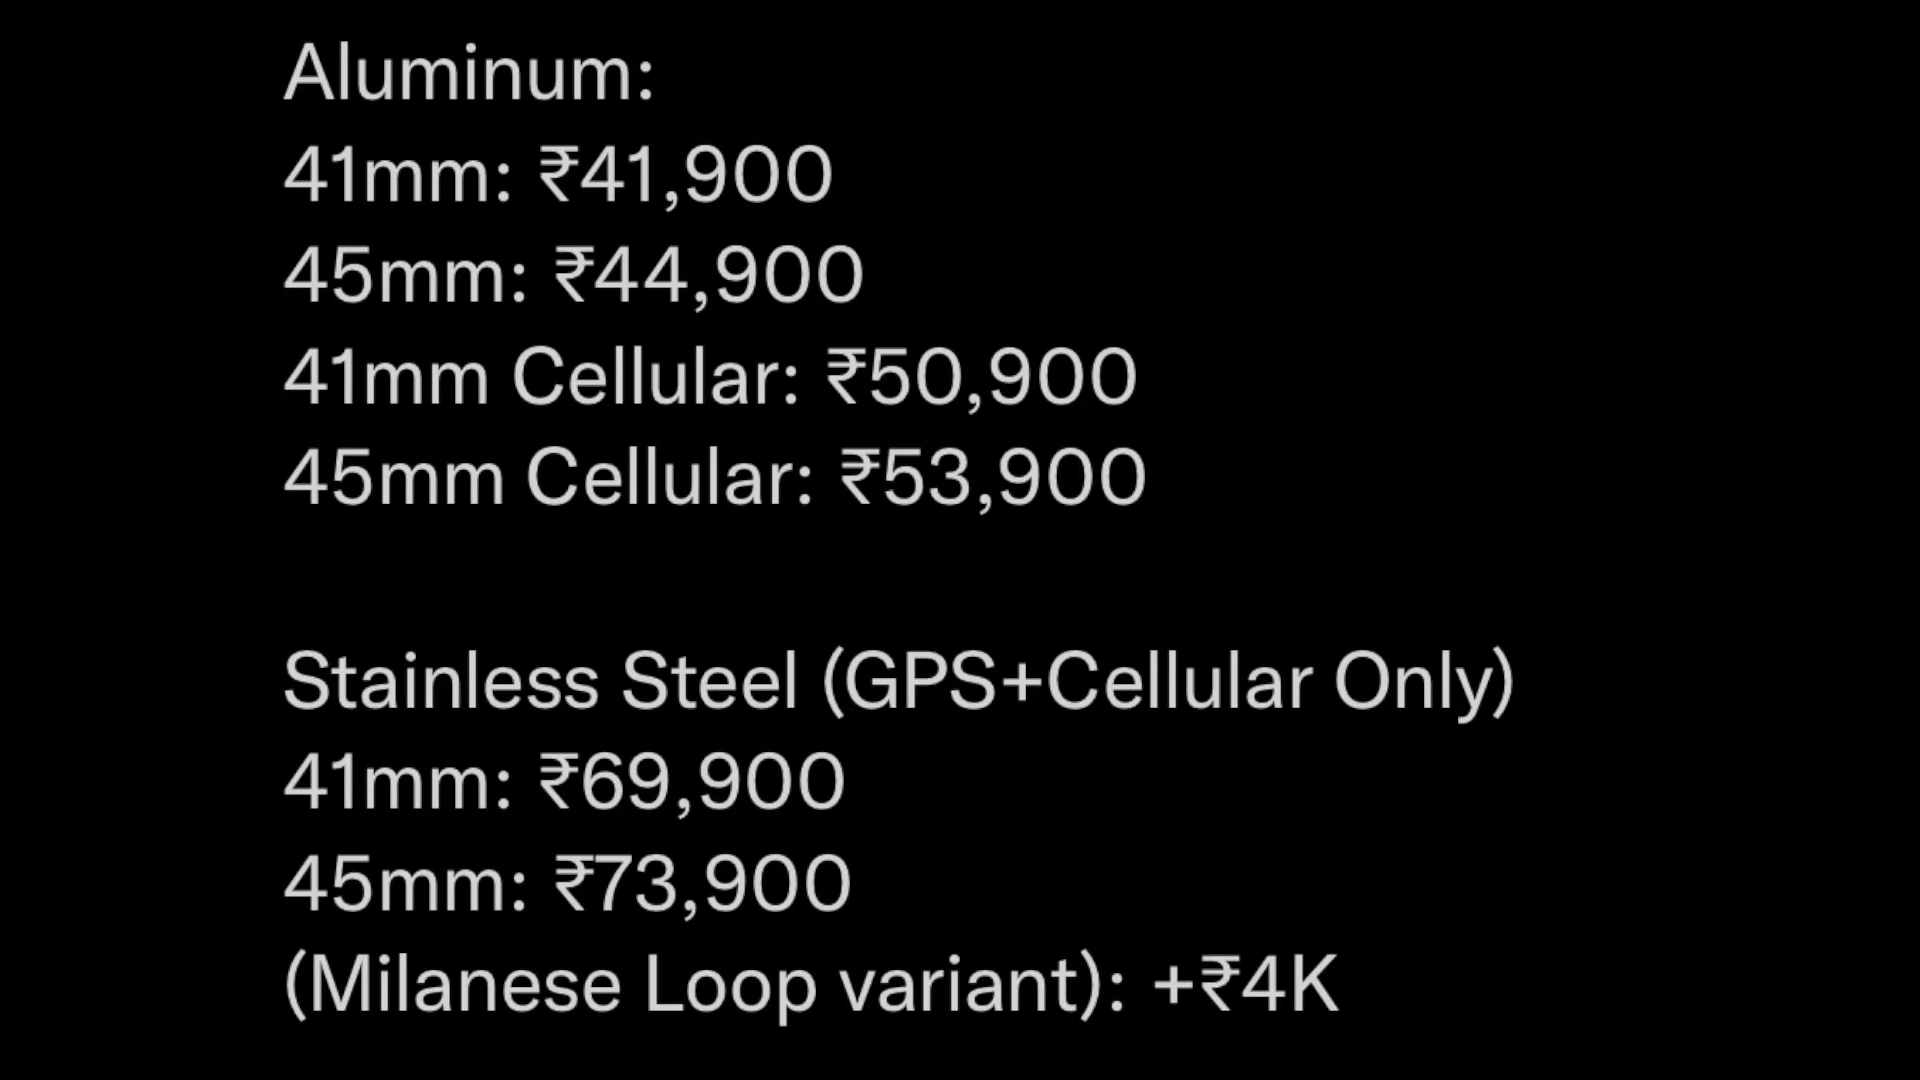 Aluminum:
41mm: ₹41,900
45mm: ₹44,900
41mm Cellular: ₹50,900
45mm Cellular: ₹53,900
Stainless Steel (GPS+Cellular Only)
41mm: ₹69,900
45mm: ₹73,900
(Milanese Loop variant): +₹4K